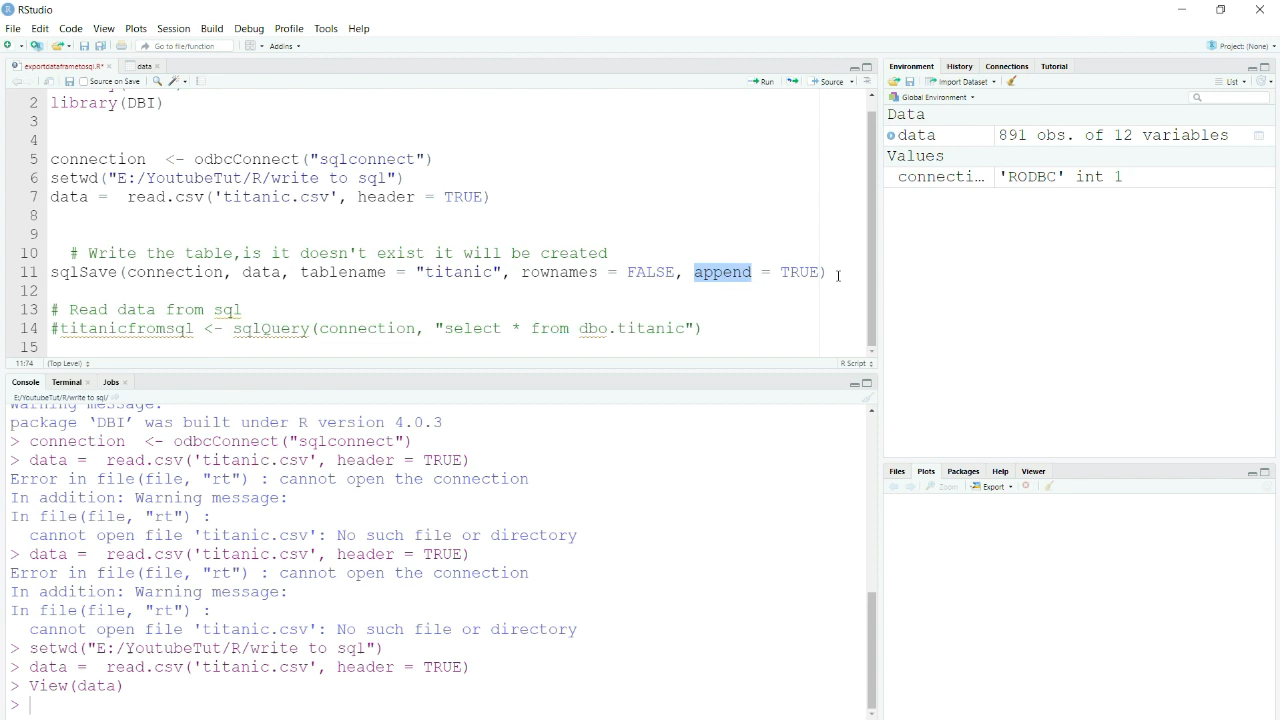 RStudio
File Edit Code View Plots Session Build Debug Profile Tools Help
Go to file/function Addins Project: (None)
exportdataframetosql.R* data
Source on Save Run Source
2 library(DBI)
3
4
5 connection <- odbcConnect("sqlconnect")
6 setwd("E:/YoutubeTut/R/write to sql")
7 data = read.csv('titanic.csv', header = TRUE)
8
9
10 # Write the table,is it doesn't exist it will be created
11 sqlSave(connection, data, tablename = "titanic", rownames = FALSE, append = TRUE)
12
13 # Read data from sql
14 #titanicfromsql <- sqlQuery(connection, "select * from dbo.titanic")
15
11:74 (Top Level) R Script
Console Terminal Jobs
E:/YoutubeTut/R/write to sql/
Warning message:
package ‘DBI’ was built under R version 4.0.3
> connection <- odbcConnect("sqlconnect")
> data = read.csv('titanic.csv', header = TRUE)
Error in file(file, "rt") : cannot open the connection
In addition: Warning message:
In file(file, "rt") :
cannot open file 'titanic.csv': No such file or directory
> data = read.csv('titanic.csv', header = TRUE)
Error in file(file, "rt") : cannot open the connection
In addition: Warning message:
In file(file, "rt") :
cannot open file 'titanic.csv': No such file or directory
> setwd("E:/YoutubeTut/R/write to sql")
> data = read.csv('titanic.csv', header = TRUE)
> View(data)
>
Environment History Connections Tutorial
Import Dataset List
Global Environment
Data
data 891 obs. of 12 variables
Values
connecti… 'RODBC' int 1
Files Plots Packages Help Viewer
Zoom Export